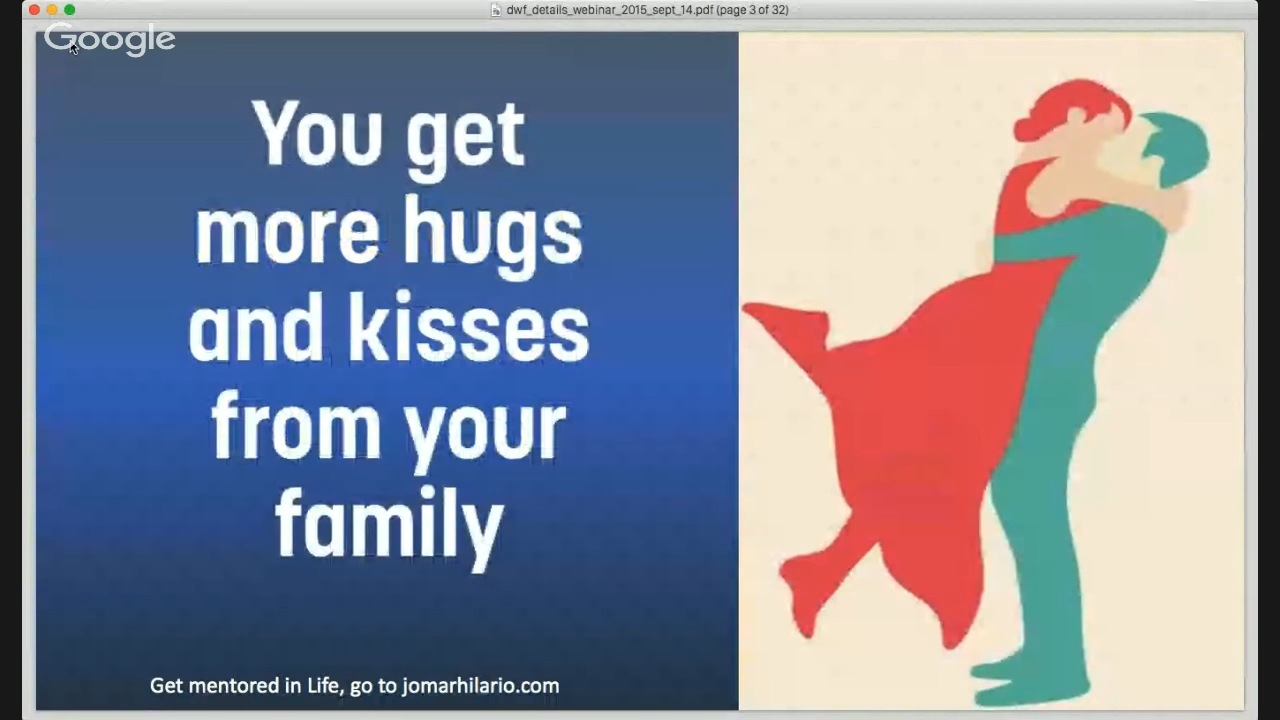 dwf_details_webinar_2015_sept_14.pdf (page 3 of 32)
Google
You get
more hugs
and kisses
from your
family
Get mentored in Life, go to jomarhilario.com